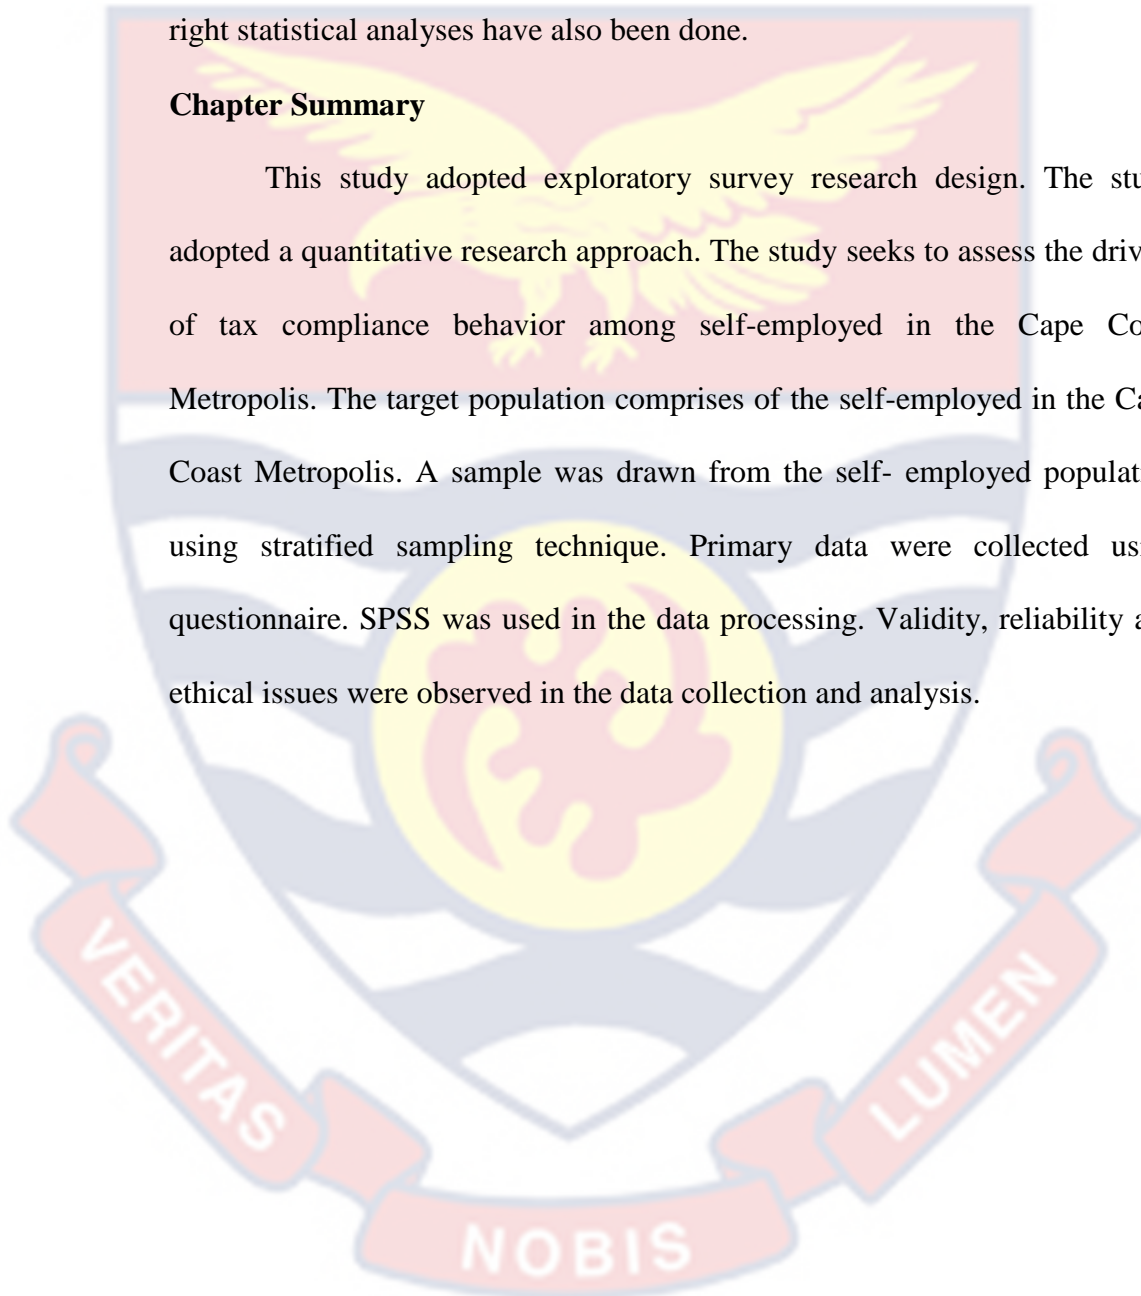 right statistical analyses have also been done.
Chapter Summary
This study adopted exploratory survey research design. The stu
adopted a quantitative research approach. The study seeks to assess the driv
of tax compliance behavior among self-employed in the Cape Co
Metropolis. The target population comprises of the self-employed in the Ca
Coast Metropolis. A sample was drawn from the self- employed populati
using stratified sampling technique. Primary data were collected usi
questionnaire. SPSS was used in the data processing. Validity, reliability a
ethical issues were observed in the data collection and analysis.
VERITAS
NOBIS
LUMEN